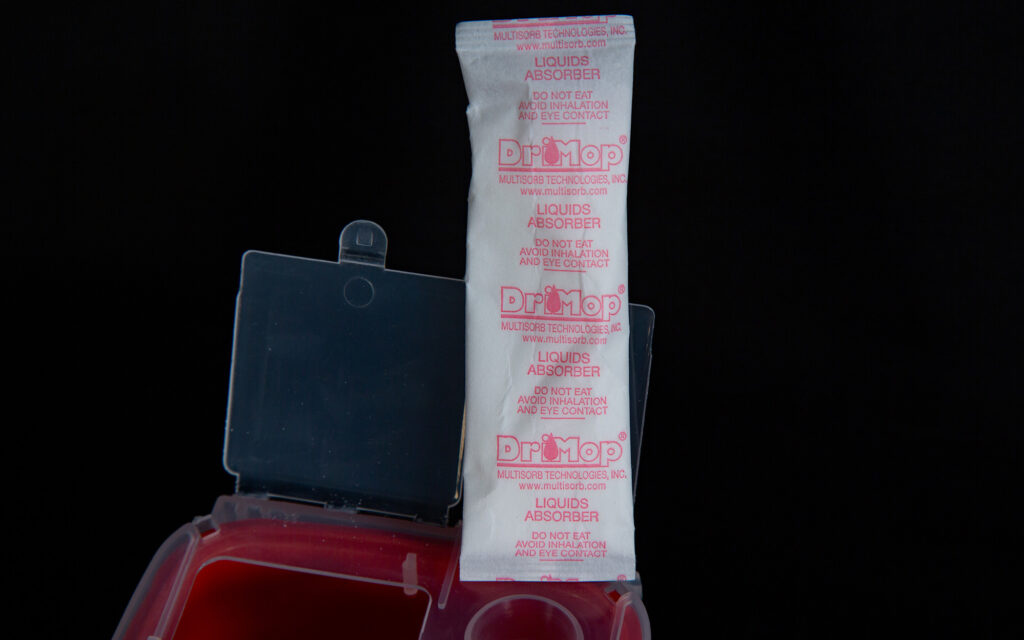 MULTISORB TECHNOLOGIES, INC.
www.multisorb.com
LIQUIDS
ABSORBER
DO NOT EAT
AVOID INHALATION
AND EYE CONTACT
DriMop®
MULTISORB TECHNOLOGIES, INC.
www.multisorb.com
LIQUIDS
ABSORBER
DO NOT EAT
AVOID INHALATION
AND EYE CONTACT
DriMop®
MULTISORB TECHNOLOGIES, INC.
www.multisorb.com
LIQUIDS
ABSORBER
DO NOT EAT
AVOID INHALATION
AND EYE CONTACT
DriMop®
MULTISORB TECHNOLOGIES, INC.
www.multisorb.com
LIQUIDS
ABSORBER
DO NOT EAT
AVOID INHALATION
AND EYE CONTACT